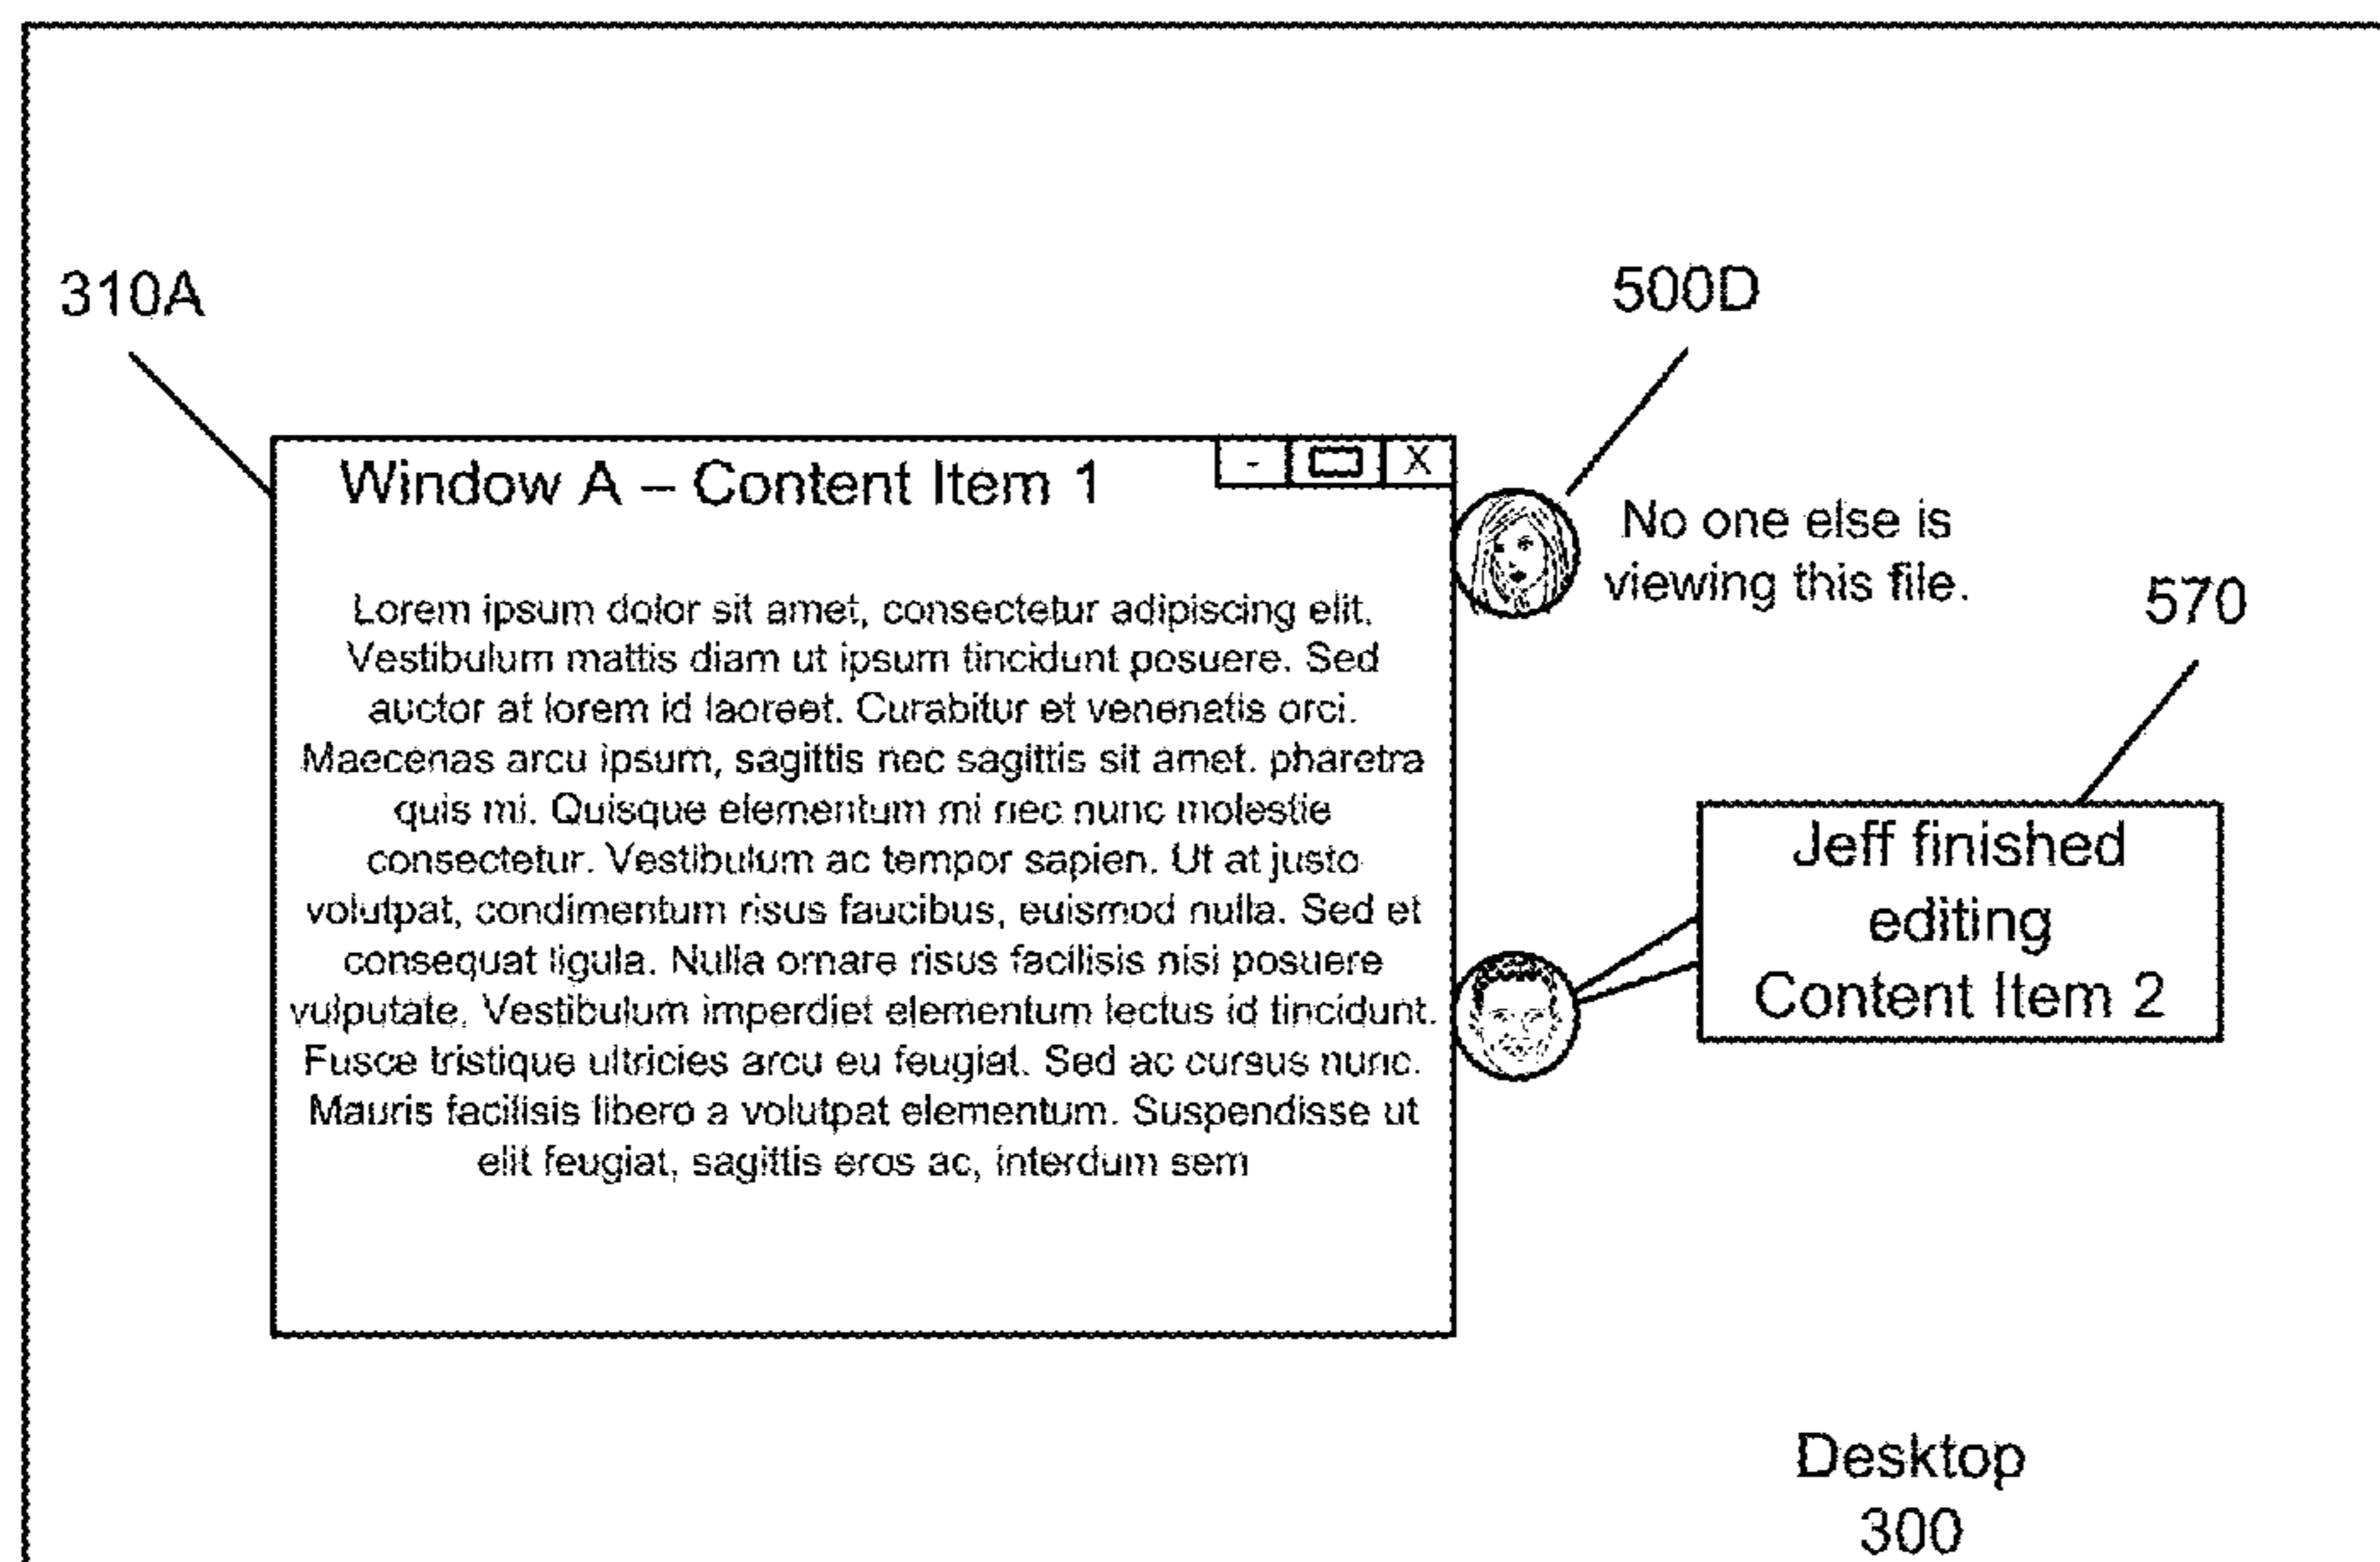 310A
500D
Window A – Content Item 1
- X
No one else is
viewing this file.
570
Lorem ipsum dolor sit amet, consectetur adipiscing elit.
Vestibulum mattis diam ut ipsum tincidunt posuere. Sed
auctor at lorem id laoreet. Curabitur et venenatis orci.
Maecenas arcu ipsum, sagittis nec sagittis sit amet. pharetra
quis mi. Quisque elementum mi nec nunc molestie
consectetur. Vestibulum ac tempor sapien. Ut at justo
volutpat, condimentum risus faucibus, euismod nulla. Sed et
consequat ligula. Nulla ornare risus facilisis nisi posuere
vulputate. Vestibulum imperdiet elementum lectus id tincidunt.
Fusce tristique ultricies arcu eu feugiat. Sed ac cursus nunc.
Mauris facilisis libero a volutpat elementum. Suspendisse ut
elit feugiat, sagittis eros ac, interdum sem
Jeff finished
editing
Content Item 2
Desktop
300